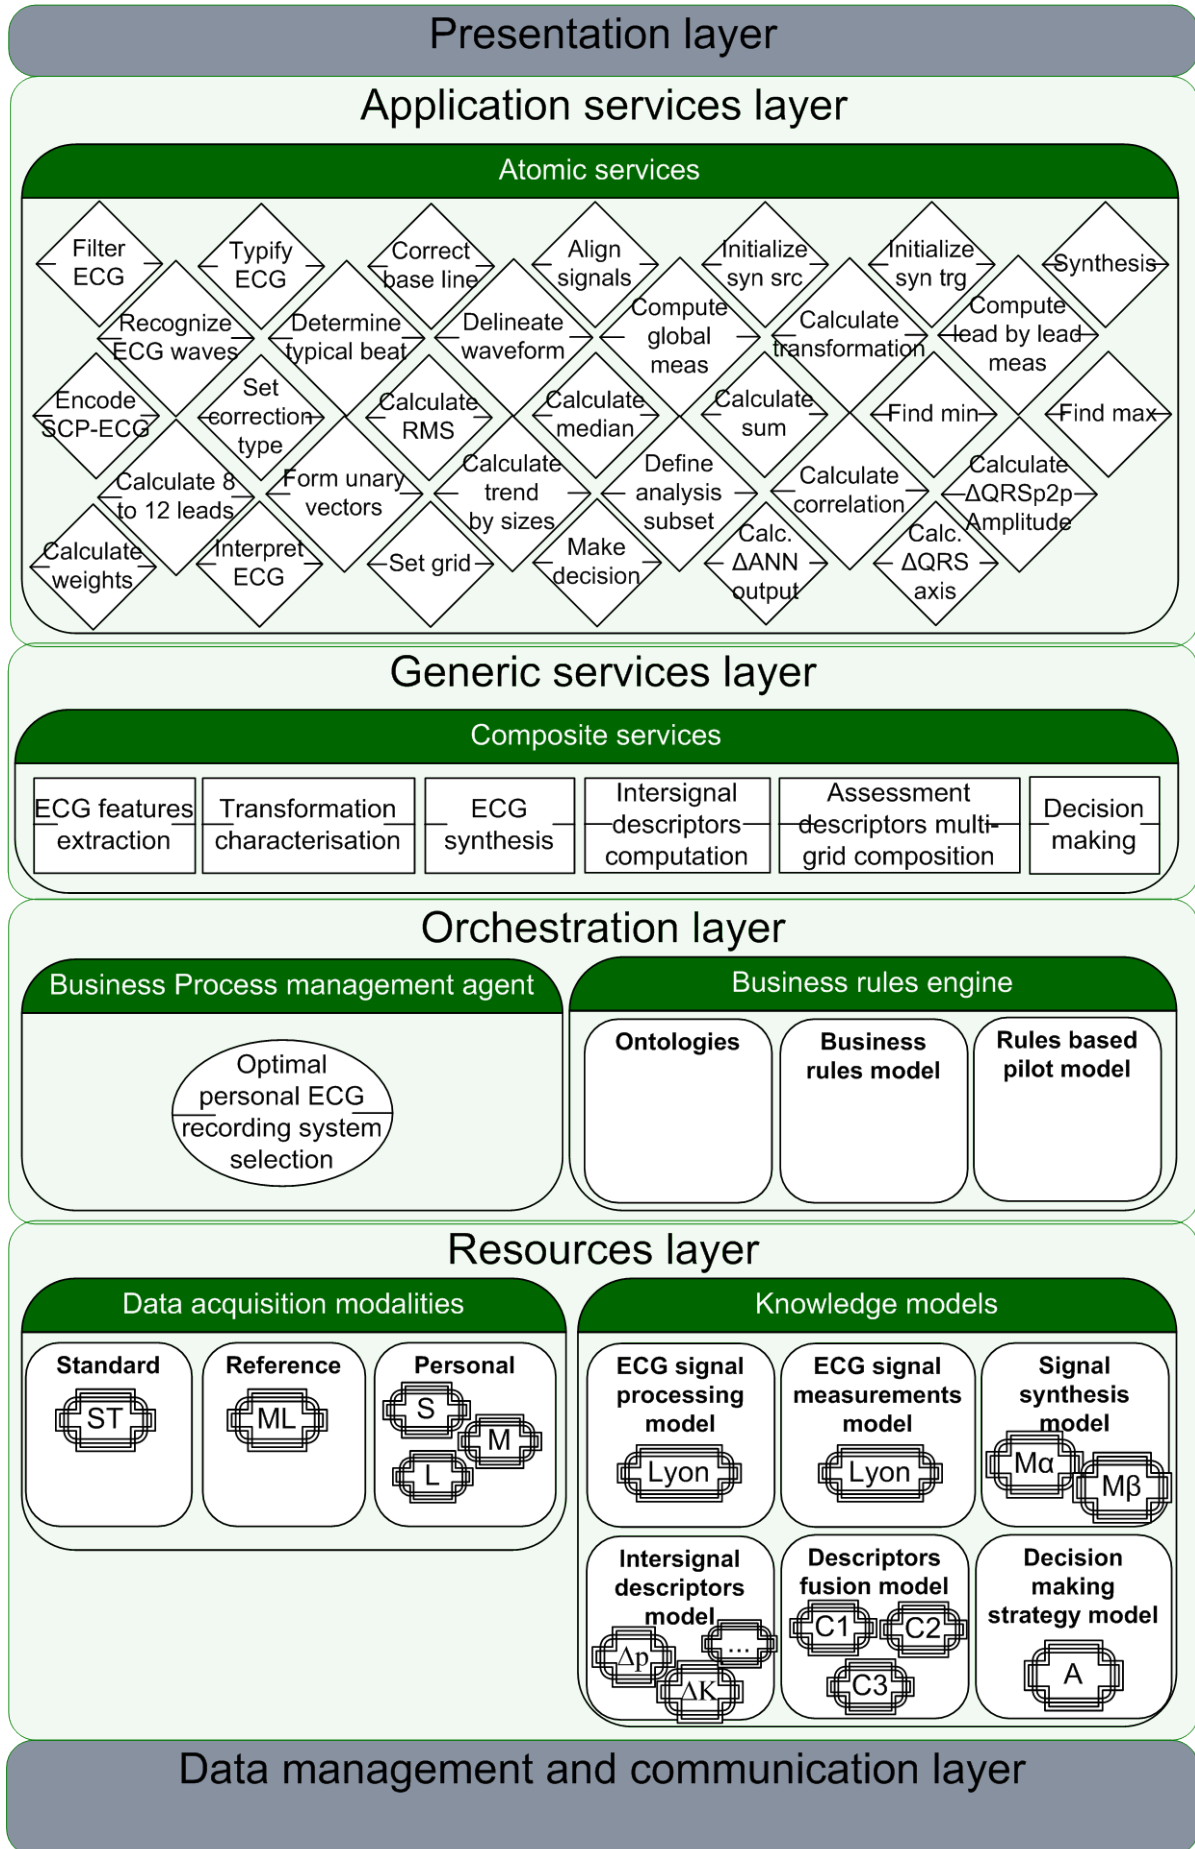 Presentation layer
Application services layer
Atomic services
Filter
ECG
Typify
ECG
Correct
base line
Align
signals
Initialize
syn src
Initialize
syn trg
Synthesis
Recognize
ECG waves
Determine
typical beat
Delineate
waveform
Compute
global
meas
Calculate
transformation
Compute
lead by lead
meas
Encode
SCP-ECG
Set
correction
type
Calculate
RMS
Calculate
median
Calculate
sum
Find min
Find max
Calculate 8
to 12 leads
Form unary
vectors
Calculate
trend
by sizes
Define
analysis
subset
Calculate
correlation
Calculate
ΔQRSp2p
Amplitude
Calculate
weights
Interpret
ECG
Set grid
Make
decision
Calc.
ΔANN
output
Calc.
ΔQRS
axis
Generic services layer
Composite services
ECG features
extraction
Transformation
characterisation
ECG
synthesis
Intersignal
descriptors
computation
Assessment
descriptors multi-
grid composition
Decision
making
Orchestration layer
Business Process management agent
Optimal
personal ECG
recording system
selection
Business rules engine
Ontologies
Business
rules model
Rules based
pilot model
Resources layer
Data acquisition modalities
Standard
ST
Reference
ML
Personal
S
M
L
Knowledge models
ECG signal
processing
model
Lyon
ECG signal
measurements
model
Lyon
Signal
synthesis
model
Mα
Mβ
Intersignal
descriptors
model
Δp
...
ΔK
Descriptors
fusion model
C1
C2
C3
Decision
making
strategy model
A
Data management and communication layer